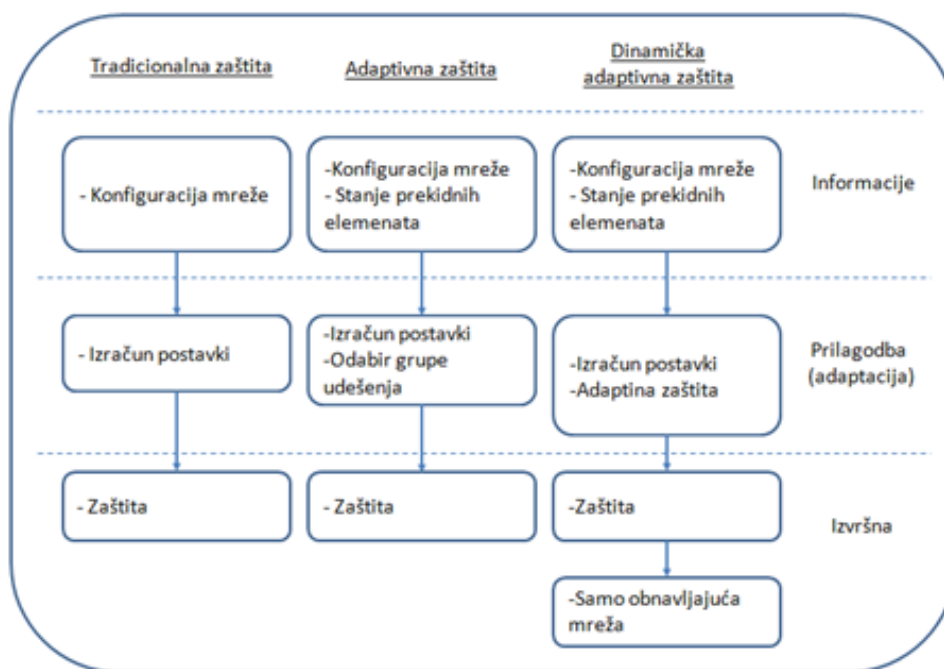 Tradicionalna zaštita
Adaptivna zaštita
Dinamička
adaptivna zaštita
- Konfiguracija mreže
-Konfiguracija mreže
- Stanje prekidnih
elemenata
-Konfiguracija mreže
- Stanje prekidnih
elemenata
Informacije
- Izračun postavki
-Izračun postavki
-Odabir grupe
udešenja
-Izračun postavki
-Adaptina zaštita
Prilagodba
(adaptacija)
- Zaštita
- Zaštita
-Zaštita
Izvršna
-Samo obnavljajuća
mreža